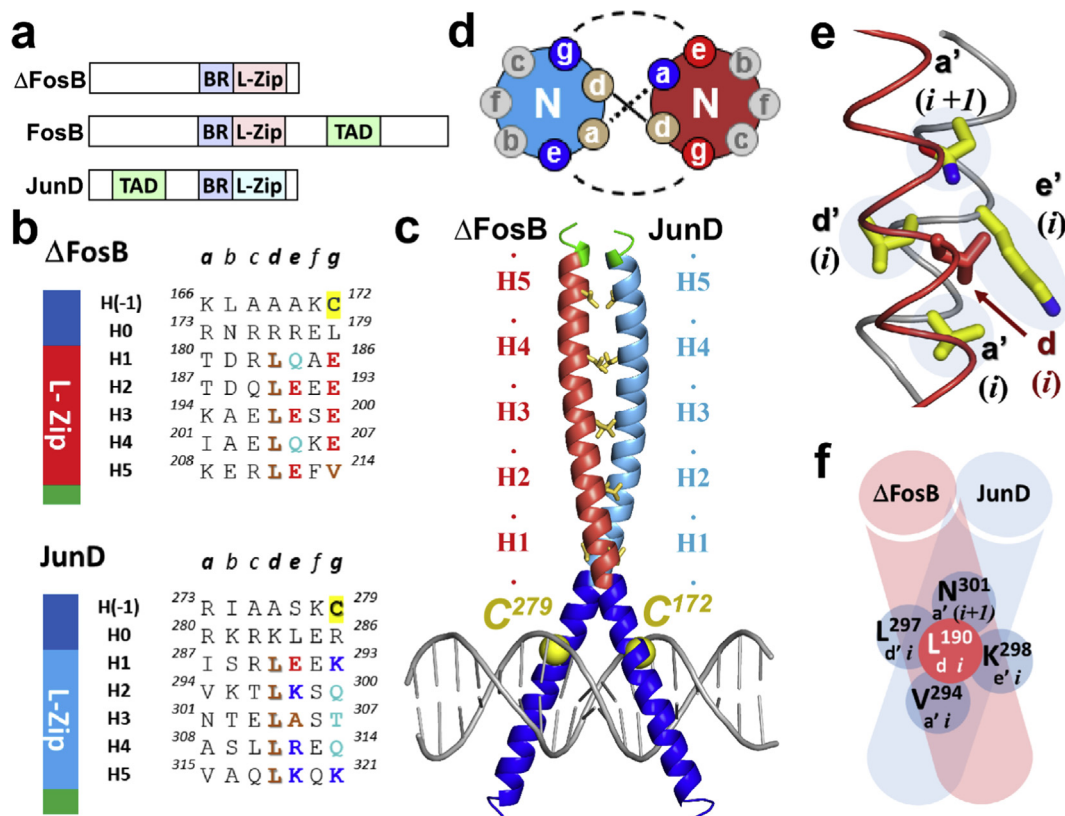 a
ΔFosB BR L-Zip
FosB BR L-Zip TAD
JunD TAD BR L-Zip
b
ΔFosB
a b c d e f g
H(-1) 166 K L A A A K C 172
H0 173 R N R R R E L 179
H1 180 T D R L Q A E 186
H2 187 T D Q L E E E 193
H3 194 K A E L E S E 200
H4 201 I A E L Q K E 207
H5 208 K E R L E F V 214
L- Zip
JunD
a b c d e f g
H(-1) 273 R I A A S K C 279
H0 280 R K R K L E R 286
H1 287 I S R L E E K 293
H2 294 V K T L K S Q 300
H3 301 N T E L A S T 307
H4 308 A S L L R E Q 314
H5 315 V A Q L K Q K 321
L-Zip
c
ΔFosB JunD
H5 H5
H4 H4
H3 H3
H2 H2
H1 H1
C279 C172
d
g c d f N b a e
e a b N f d c g
e
a'
(i +1)
e'
(i)
d'
(i)
a'
(i)
d
(i)
f
ΔFosB JunD
N301
a' (i+1)
L297
d' i
L190
d i
K298
e' i
V294
a' i